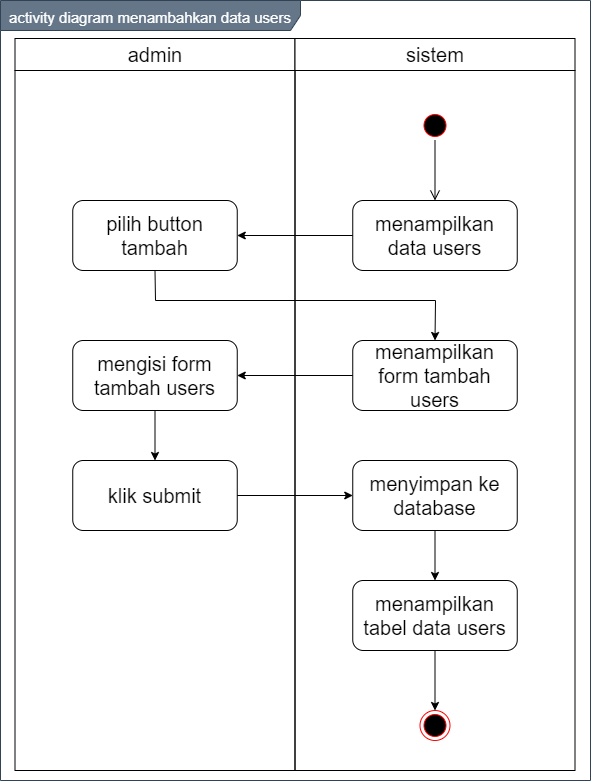 activity diagram menambahkan data users
admin
sistem
menampilkan
data users
pilih button
tambah
menampilkan
form tambah
users
mengisi form
tambah users
klik submit
menyimpan ke
database
menampilkan
tabel data users